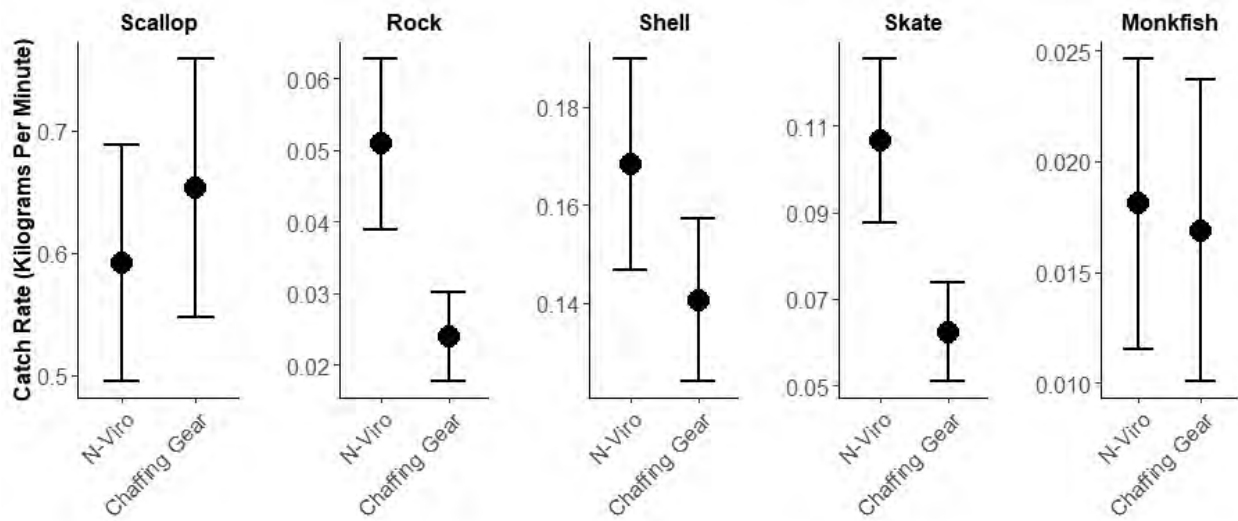 Scallop
Rock
Shell
Skate
Monkfish
Catch Rate (Kilograms Per Minute)
0.7
0.6
0.5
0.06
0.05
0.04
0.03
0.02
0.18
0.16
0.14
0.11
0.09
0.07
0.05
0.025
0.020
0.015
0.010
N-Viro
Chaffing Gear
N-Viro
Chaffing Gear
N-Viro
Chaffing Gear
N-Viro
Chaffing Gear
N-Viro
Chaffing Gear